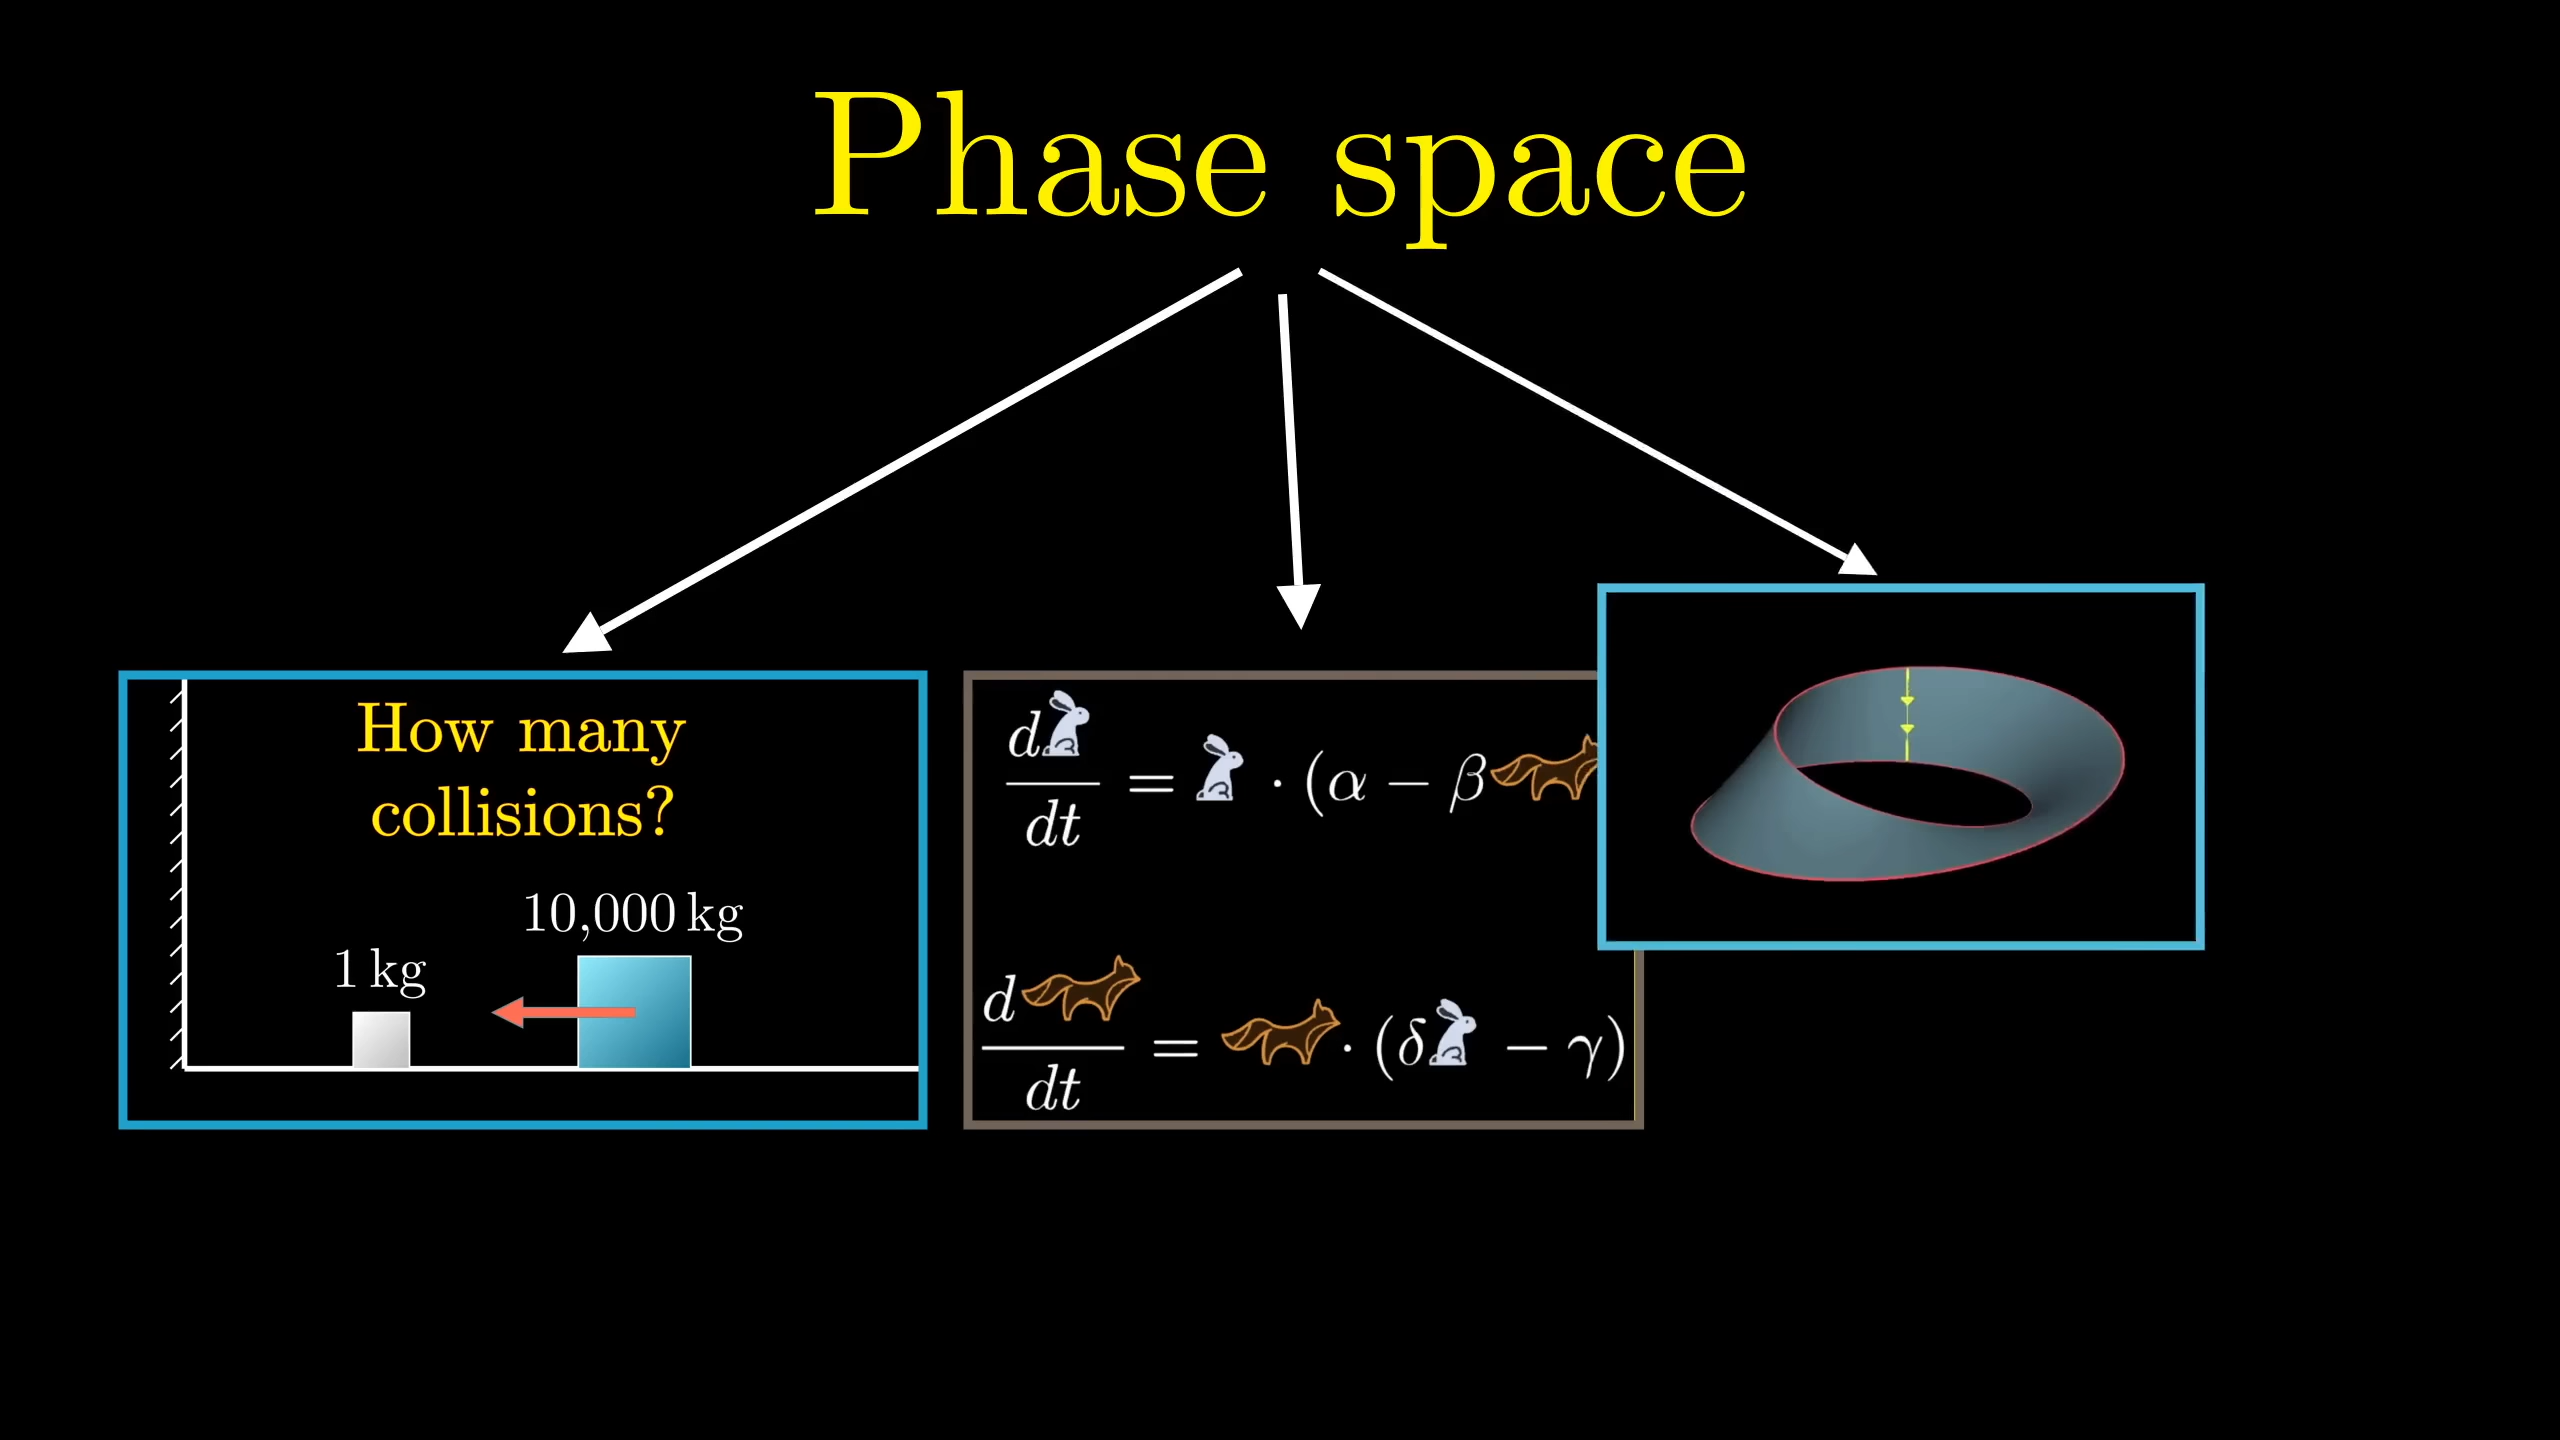 Phase space
How many
collisions?
10,000 kg
1 kg
d🐇/dt = 🐇 · (α − β🦊
d🦊/dt = 🦊 · (δ🐇 − γ)